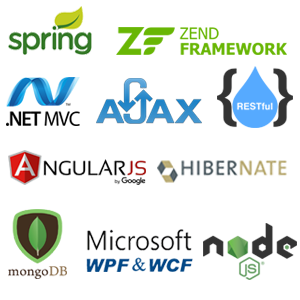 spring
ZEND
FRAMEWORK
.NET MVC
AJAX
{RESTful}
ANGULARJS
by Google
HIBERNATE
mongoDB
Microsoft
WPF & WCF
node
JS